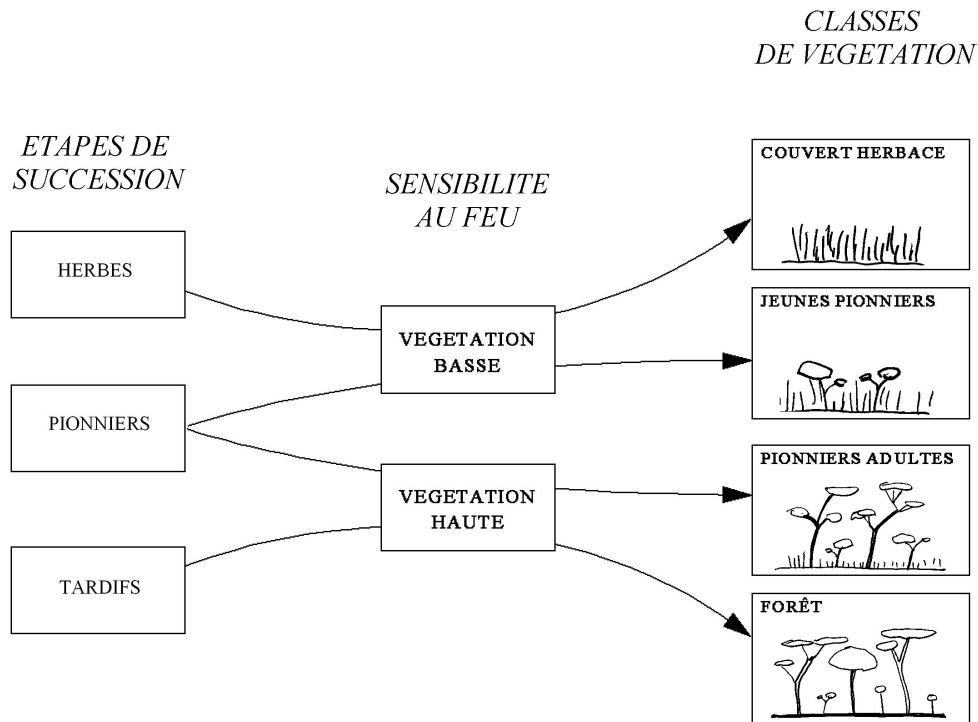 ETAPES DE
SUCCESSION
HERBES
PIONNIERS
TARDIFS
SENSIBILITE
AU FEU
VEGETATION
BASSE
VEGETATION
HAUTE
CLASSES
DE VEGETATION
COUVERT HERBACE
JEUNES PIONNIERS
PIONNIERS ADULTES
FORÊT